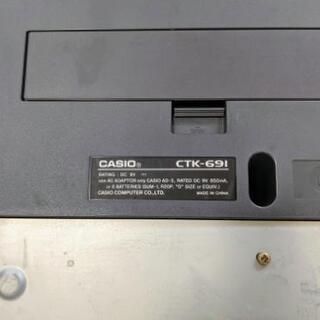 CASIO® CTK-691
RATING: DC 9V ⎓
USE AC ADAPTOR ONLY CASIO AD-5, RATED DC 9V 850mA,
or 6 BATTERIES (SUM-1, R20P, "D" SIZE or EQUIV.)
CASIO COMPUTER CO.,LTD. MADE IN CHINA